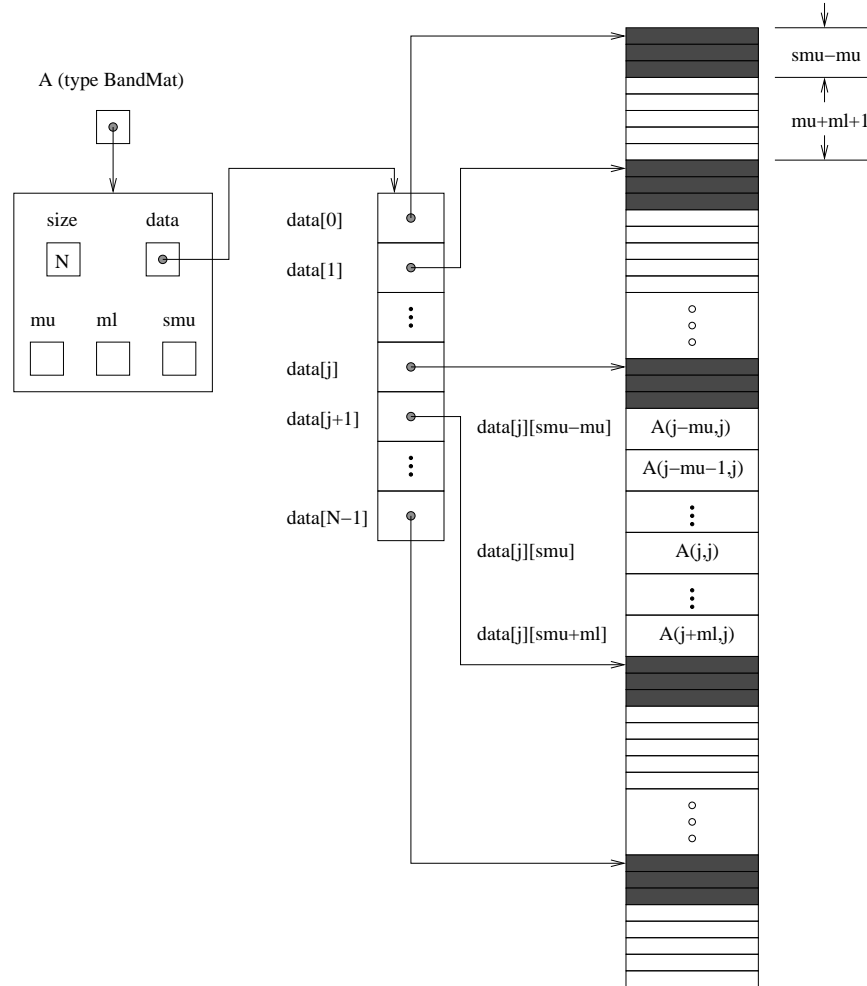 A (type BandMat)
size
data
N
mu
ml
smu
data[0]
data[1]
data[j]
data[j+1]
data[N−1]
smu−mu
mu+ml+1
data[j][smu−mu]
A(j−mu,j)
A(j−mu−1,j)
data[j][smu]
A(j,j)
data[j][smu+ml]
A(j+ml,j)